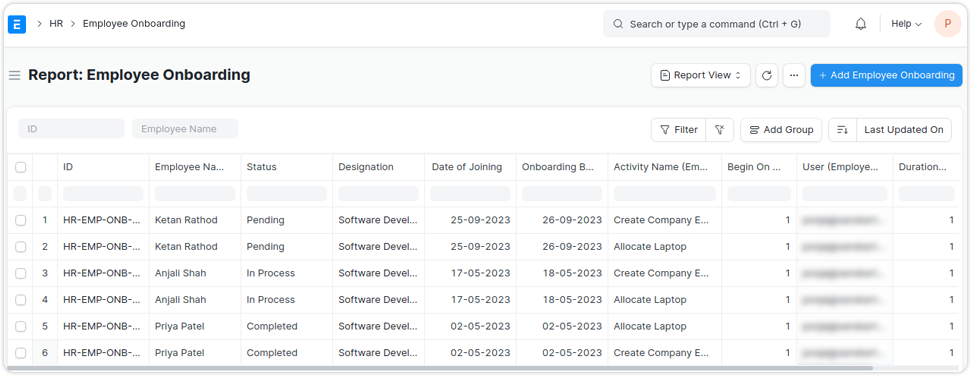 E HR Employee Onboarding Search or type a command (Ctrl + G) Help P
Report: Employee Onboarding Report View ... + Add Employee Onboarding
ID Employee Name Filter Add Group Last Updated On
ID Employee Na... Status Designation Date of Joining Onboarding B... Activity Name (Em... Begin On ... User (Employe... Duration...
1 HR-EMP-ONB-... Ketan Rathod Pending Software Devel... 25-09-2023 26-09-2023 Create Company E... 1 1
2 HR-EMP-ONB-... Ketan Rathod Pending Software Devel... 25-09-2023 26-09-2023 Allocate Laptop 1 1
3 HR-EMP-ONB-... Anjali Shah In Process Software Devel... 17-05-2023 18-05-2023 Create Company E... 1 1
4 HR-EMP-ONB-... Anjali Shah In Process Software Devel... 17-05-2023 18-05-2023 Allocate Laptop 1 1
5 HR-EMP-ONB-... Priya Patel Completed Software Devel... 02-05-2023 02-05-2023 Allocate Laptop 1 1
6 HR-EMP-ONB-... Priya Patel Completed Software Devel... 02-05-2023 02-05-2023 Create Company E... 1 1